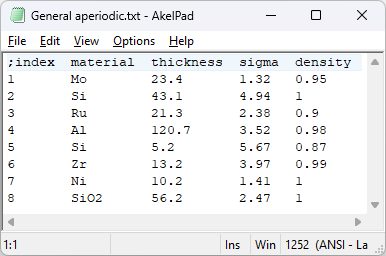 General aperiodic.txt - AkelPad
File Edit View Options Help
;index material thickness sigma density
1 Mo 23.4 1.32 0.95
2 Si 43.1 4.94 1
3 Ru 21.3 2.38 0.9
4 Al 120.7 3.52 0.98
5 Si 5.2 5.67 0.87
6 Zr 13.2 3.97 0.99
7 Ni 10.2 1.41 1
8 SiO2 56.2 2.47 1
1:1 Ins Win 1252 (ANSI - La